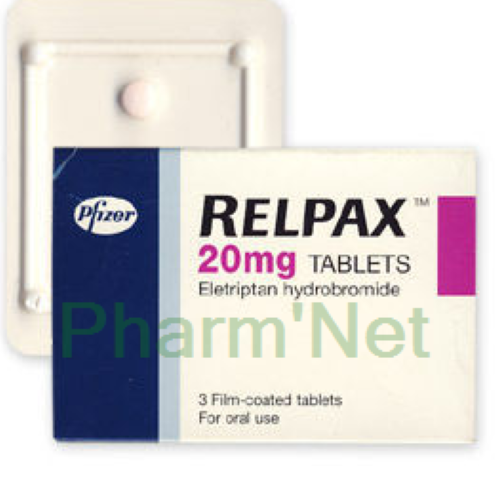 Pfizer
RELPAX™
20mg TABLETS
Eletriptan hydrobromide
Pharm'Net
3 Film-coated tablets
For oral use